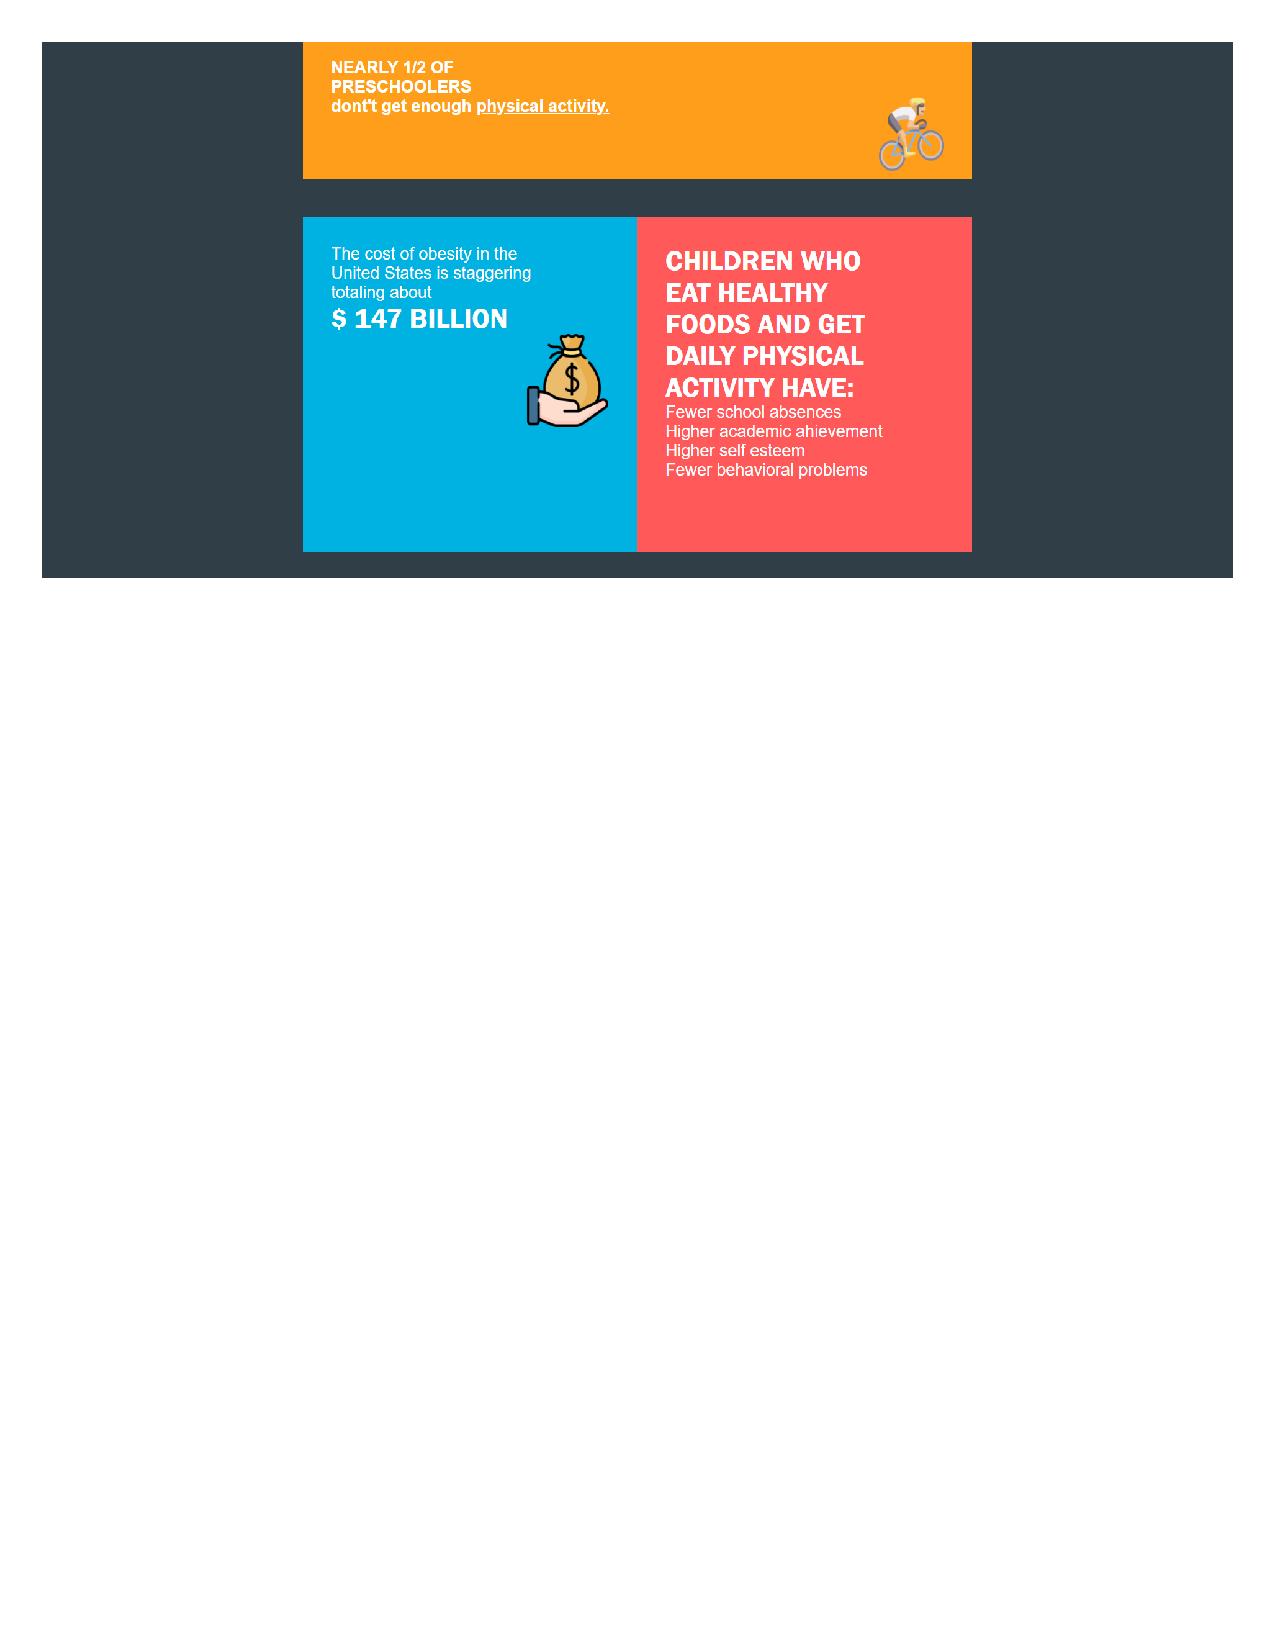 NEARLY 1/2 OF
PRESCHOOLERS
dont't get enough physical activity.
The cost of obesity in the
United States is staggering
totaling about
$ 147 BILLION
$
CHILDREN WHO
EAT HEALTHY
FOODS AND GET
DAILY PHYSICAL
ACTIVITY HAVE:
Fewer school absences
Higher academic ahievement
Higher self esteem
Fewer behavioral problems